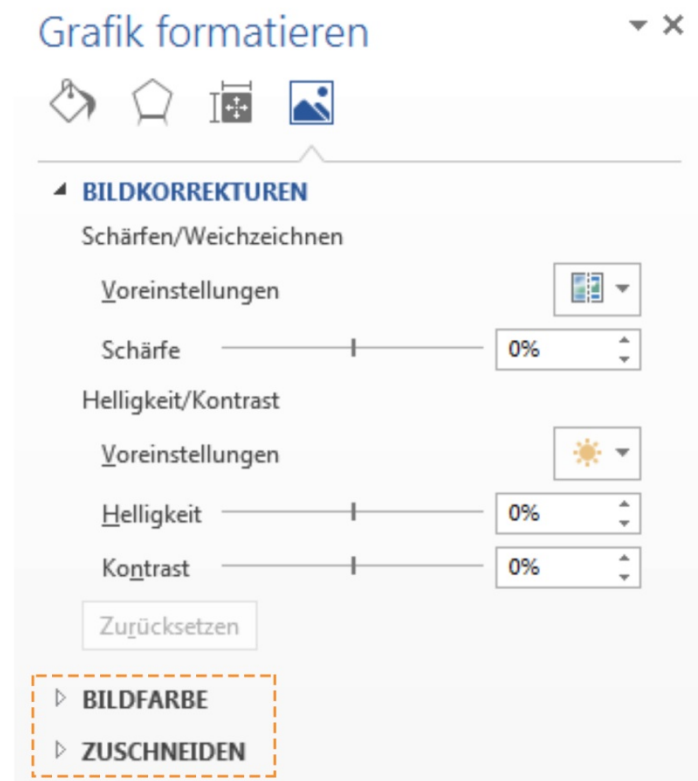 Grafik formatieren
BILDKORREKTUREN
Schärfen/Weichzeichnen
Voreinstellungen
Schärfe 0%
Helligkeit/Kontrast
Voreinstellungen
Helligkeit 0%
Kontrast 0%
Zurücksetzen
BILDFARBE
ZUSCHNEIDEN